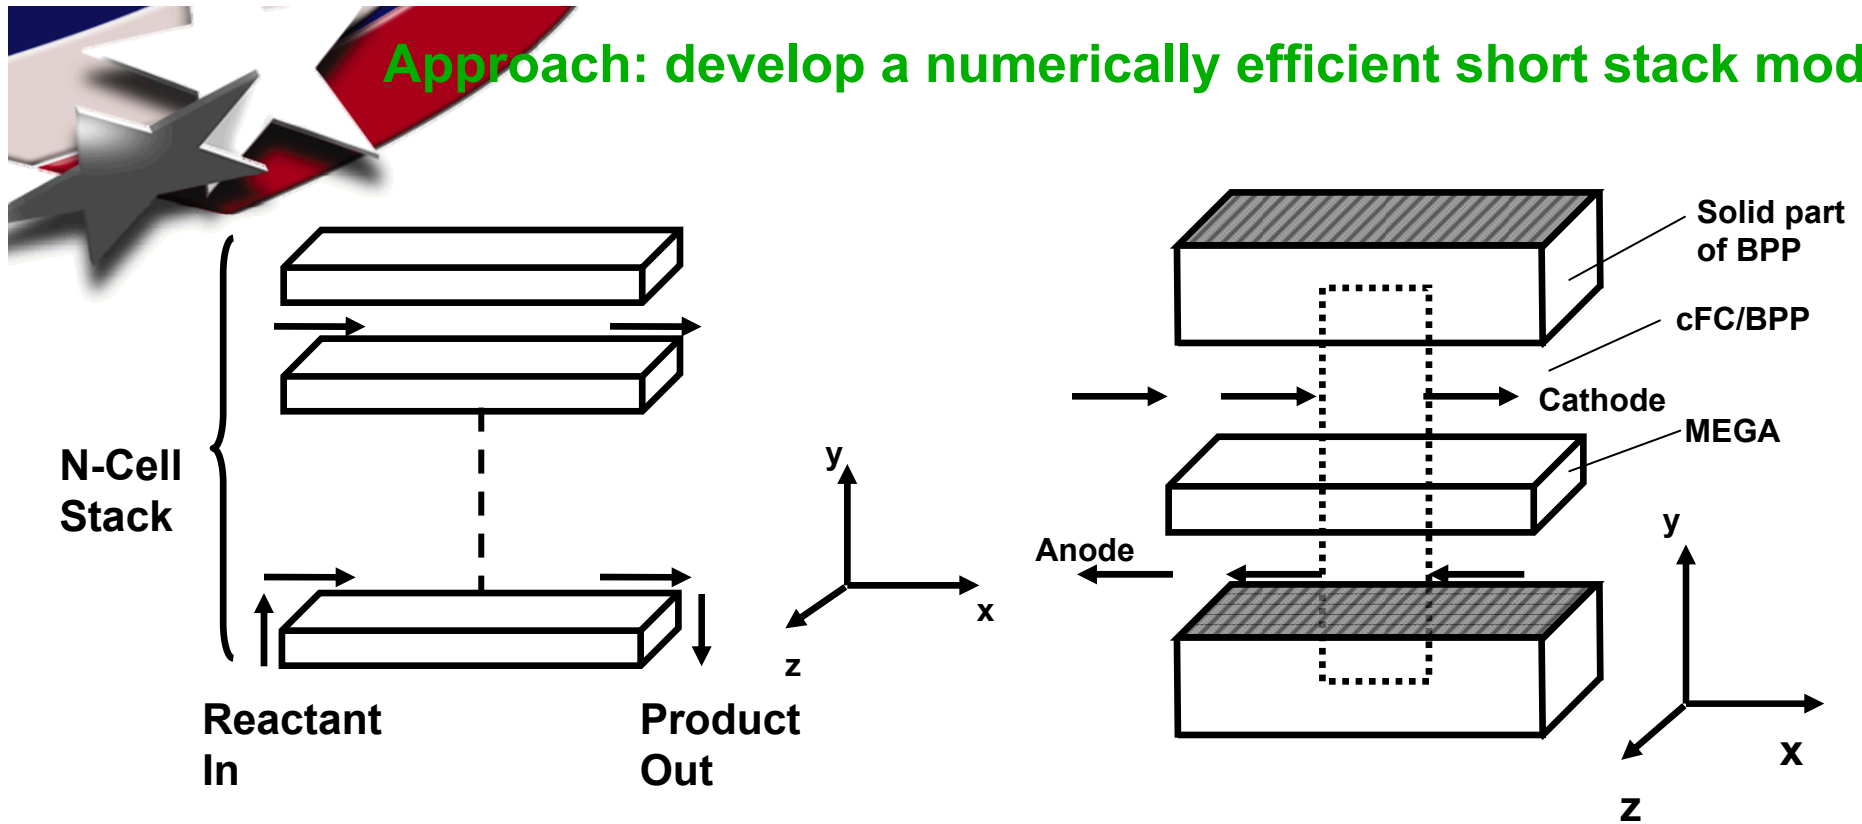 Approach: develop a numerically efficient short stack mod
Solid part
of BPP
cFC/BPP
Cathode
MEGA
N-Cell
Stack
y
x
z
Anode
y
x
z
Reactant
In
Product
Out